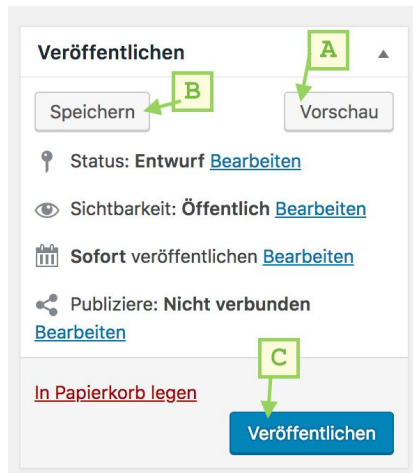 Veröffentlichen
A
B
Speichern
Vorschau
Status: Entwurf Bearbeiten
Sichtbarkeit: Öffentlich Bearbeiten
Sofort veröffentlichen Bearbeiten
Publiziere: Nicht verbunden
Bearbeiten
C
In Papierkorb legen
Veröffentlichen